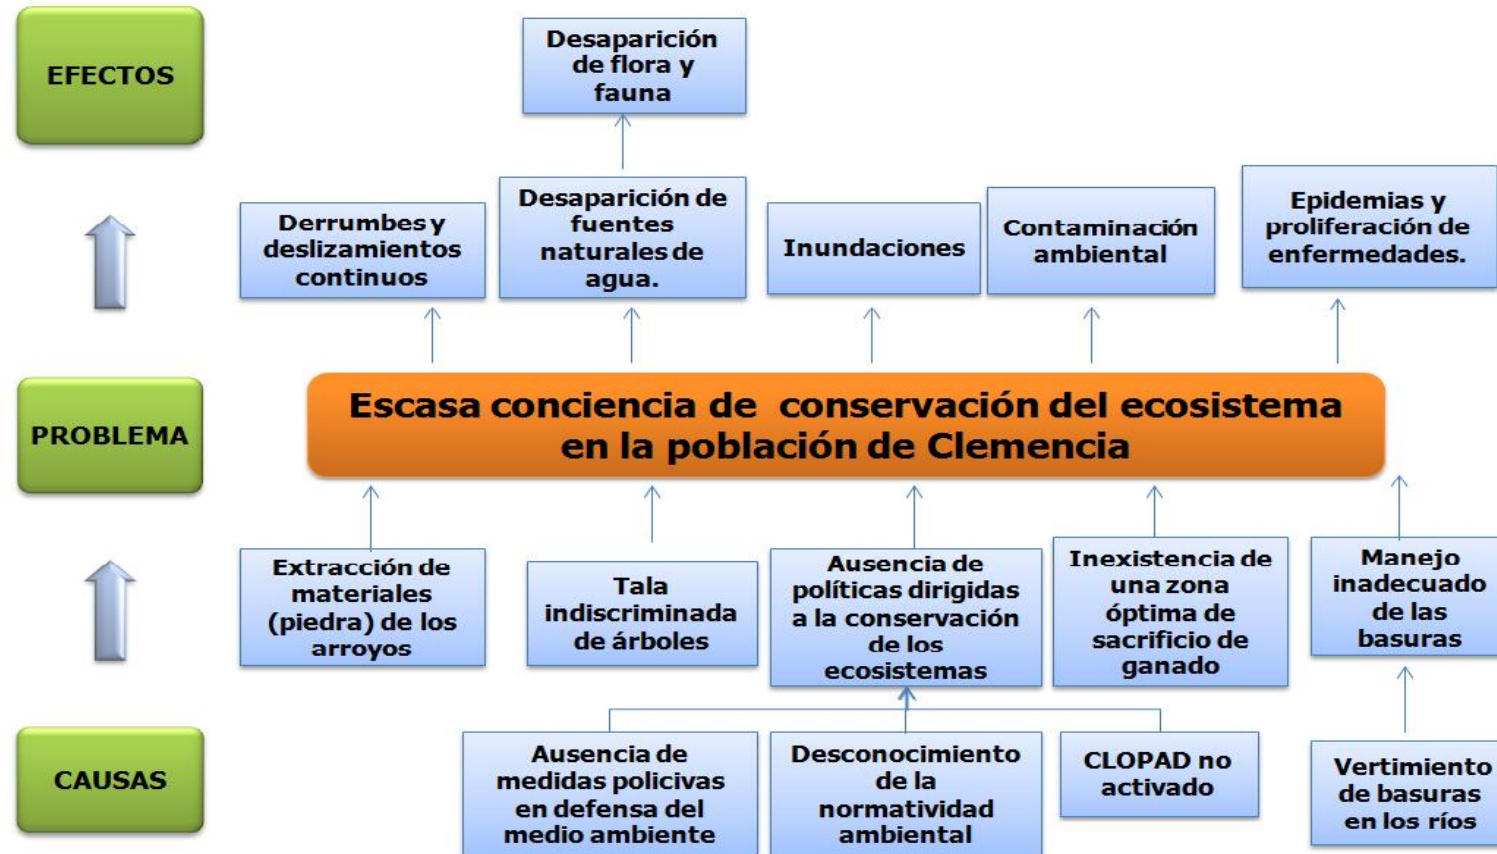 EFECTOS
Desaparición
de flora y
fauna
Derrumbes y
deslizamientos
continuos
Desaparición de
fuentes
naturales de
agua.
Inundaciones
Contaminación
ambiental
Epidemias y
proliferación de
enfermedades.
PROBLEMA
Escasa conciencia de conservación del ecosistema
en la población de Clemencia
Extracción de
materiales
(piedra) de los
arroyos
Tala
indiscriminada
de árboles
Ausencia de
políticas dirigidas
a la conservación
de los
ecosistemas
Inexistencia de
una zona
óptima de
sacrificio de
ganado
Manejo
inadecuado
de las
basuras
CAUSAS
Ausencia de
medidas policivas
en defensa del
medio ambiente
Desconocimiento
de la
normatividad
ambiental
CLOPAD no
activado
Vertimiento
de basuras
en los ríos